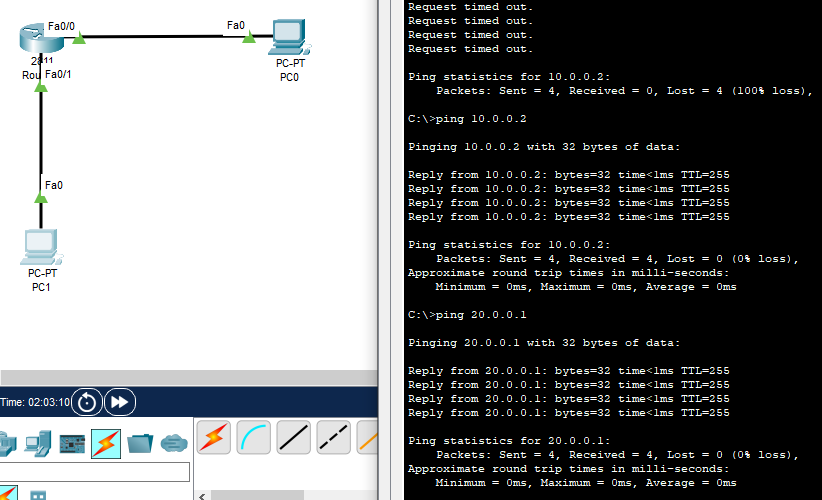 Fa0/0
Fa0
2811
Rou
Fa0/1
PC-PT
PC0
Fa0
PC-PT
PC1
Time: 02:03:10
Request timed out.
Request timed out.
Request timed out.
Request timed out.
Ping statistics for 10.0.0.2:
Packets: Sent = 4, Received = 0, Lost = 4 (100% loss),
C:\>ping 10.0.0.2
Pinging 10.0.0.2 with 32 bytes of data:
Reply from 10.0.0.2: bytes=32 time<1ms TTL=255
Reply from 10.0.0.2: bytes=32 time<1ms TTL=255
Reply from 10.0.0.2: bytes=32 time<1ms TTL=255
Reply from 10.0.0.2: bytes=32 time<1ms TTL=255
Ping statistics for 10.0.0.2:
Packets: Sent = 4, Received = 4, Lost = 0 (0% loss),
Approximate round trip times in milli-seconds:
Minimum = 0ms, Maximum = 0ms, Average = 0ms
C:\>ping 20.0.0.1
Pinging 20.0.0.1 with 32 bytes of data:
Reply from 20.0.0.1: bytes=32 time<1ms TTL=255
Reply from 20.0.0.1: bytes=32 time<1ms TTL=255
Reply from 20.0.0.1: bytes=32 time<1ms TTL=255
Reply from 20.0.0.1: bytes=32 time<1ms TTL=255
Ping statistics for 20.0.0.1:
Packets: Sent = 4, Received = 4, Lost = 0 (0% loss),
Approximate round trip times in milli-seconds:
Minimum = 0ms, Maximum = 0ms, Average = 0ms